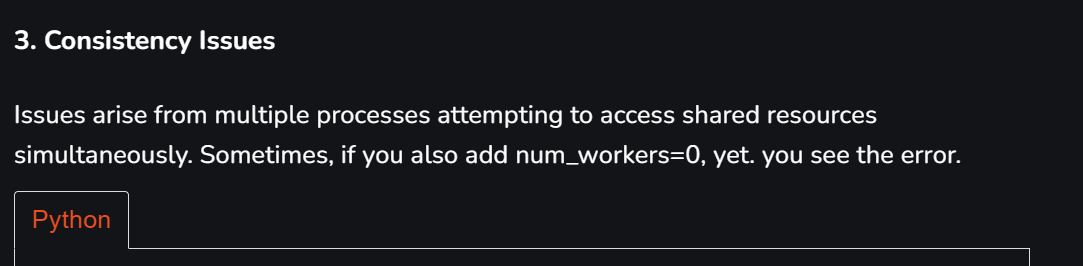 3. Consistency Issues
Issues arise from multiple processes attempting to access shared resources
simultaneously. Sometimes, if you also add num_workers=0, yet. you see the error.
Python